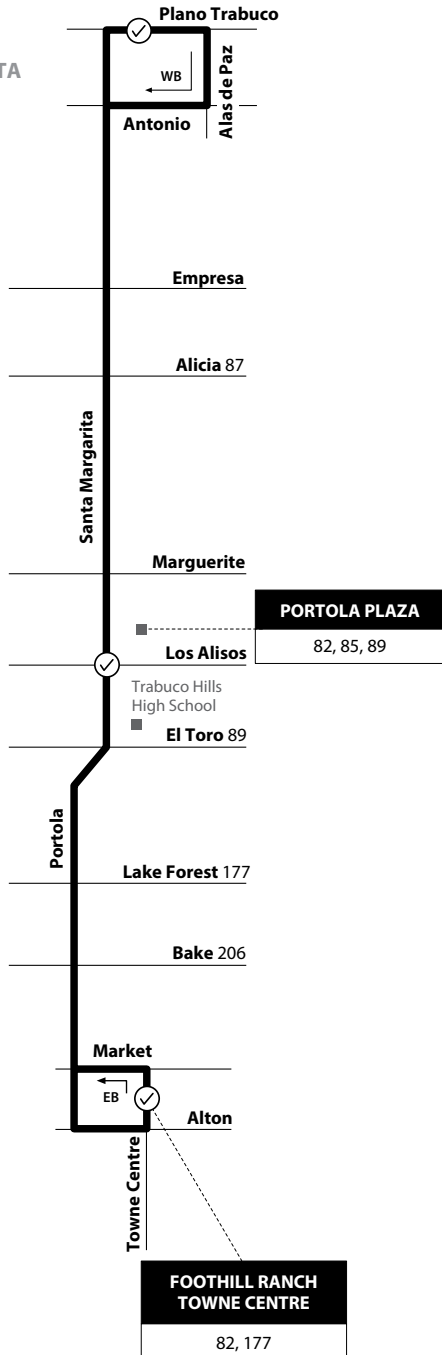 Plano Trabuco
TA
WB
Alas de Paz
Antonio
Empresa
Alicia 87
Santa Margarita
Marguerite
PORTOLA PLAZA
82, 85, 89
Los Alisos
Trabuco Hills
High School
El Toro 89
Portola
Lake Forest 177
Bake 206
Market
EB
Alton
Towne Centre
FOOTHILL RANCH
TOWNE CENTRE
82, 177